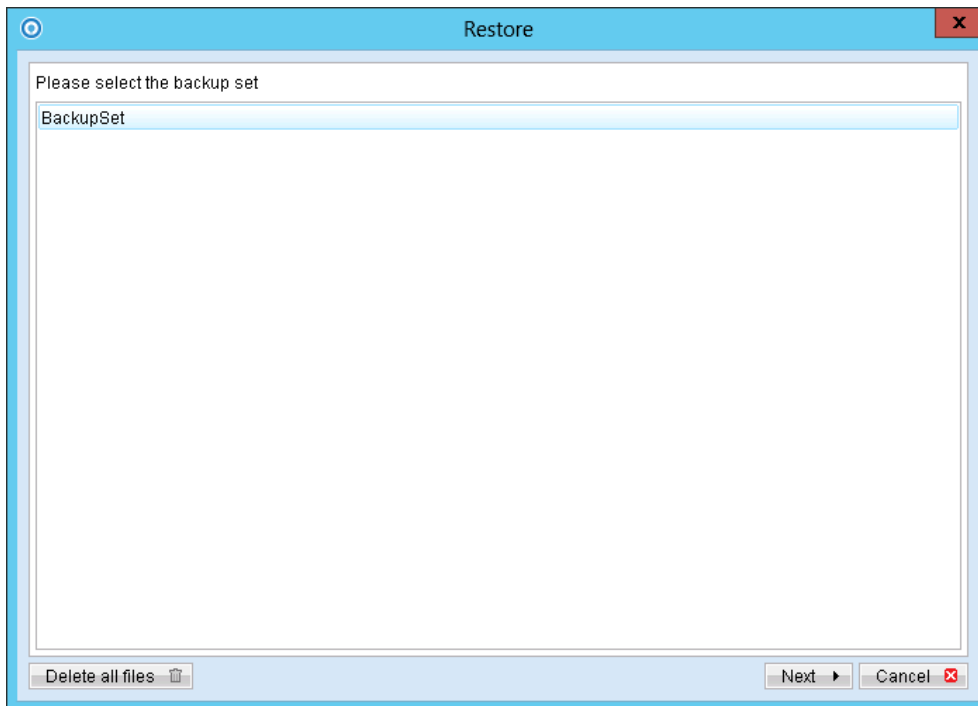 Restore
Please select the backup set
BackupSet
Delete all files
Next
Cancel